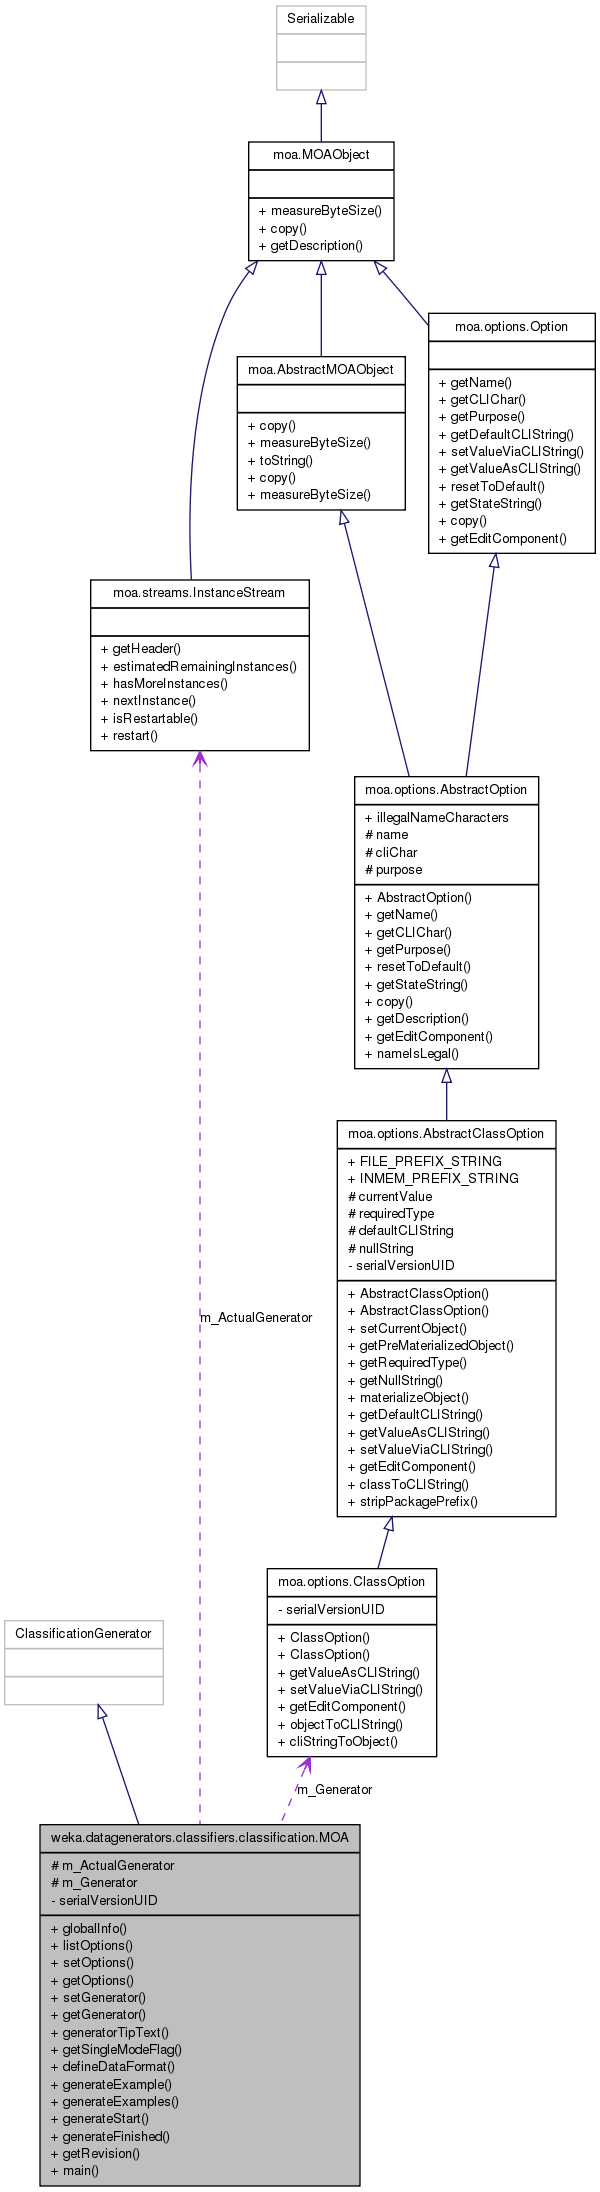 Serializable
moa.MOAObject
+ measureByteSize()
+ copy()
+ getDescription()
moa.options.Option
+ getName()
+ getCLIChar()
+ getPurpose()
+ getDefaultCLIString()
+ setValueViaCLIString()
+ getValueAsCLIString()
+ resetToDefault()
+ getStateString()
+ copy()
+ getEditComponent()
moa.AbstractMOAObject
+ copy()
+ measureByteSize()
+ toString()
+ copy()
+ measureByteSize()
moa.streams.InstanceStream
+ getHeader()
+ estimatedRemainingInstances()
+ hasMoreInstances()
+ nextInstance()
+ isRestartable()
+ restart()
moa.options.AbstractOption
+ illegalNameCharacters
# name
# cliChar
# purpose
+ AbstractOption()
+ getName()
+ getCLIChar()
+ getPurpose()
+ resetToDefault()
+ getStateString()
+ copy()
+ getDescription()
+ getEditComponent()
+ nameIsLegal()
moa.options.AbstractClassOption
+ FILE_PREFIX_STRING
+ INMEM_PREFIX_STRING
# currentValue
# requiredType
# defaultCLIString
# nullString
- serialVersionUID
+ AbstractClassOption()
+ AbstractClassOption()
+ setCurrentObject()
+ getPreMaterializedObject()
+ getRequiredType()
+ getNullString()
+ materializeObject()
+ getDefaultCLIString()
+ getValueAsCLIString()
+ setValueViaCLIString()
+ getEditComponent()
+ classToCLIString()
+ stripPackagePrefix()
m_ActualGenerator
moa.options.ClassOption
- serialVersionUID
+ ClassOption()
+ ClassOption()
+ getValueAsCLIString()
+ setValueViaCLIString()
+ getEditComponent()
+ objectToCLIString()
+ cliStringToObject()
ClassificationGenerator
m_Generator
weka.datagenerators.classifiers.classification.MOA
# m_ActualGenerator
# m_Generator
- serialVersionUID
+ globalInfo()
+ listOptions()
+ setOptions()
+ getOptions()
+ setGenerator()
+ getGenerator()
+ generatorTipText()
+ getSingleModeFlag()
+ defineDataFormat()
+ generateExample()
+ generateExamples()
+ generateStart()
+ generateFinished()
+ getRevision()
+ main()